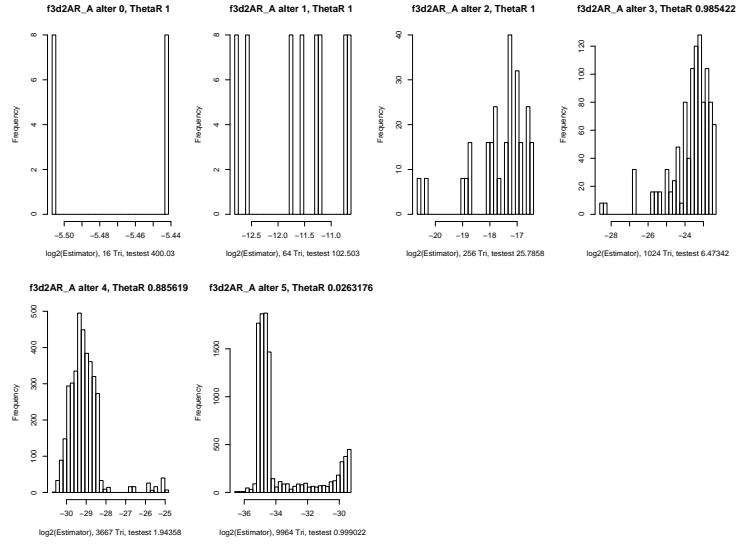 f3d2AR_A alter 0, ThetaR 1
Frequency
0 2 4 6 8
−5.50 −5.48 −5.46 −5.44
log2(Estimator), 16 Tri, testest 400.03
f3d2AR_A alter 1, ThetaR 1
Frequency
0 2 4 6 8
−12.5 −12.0 −11.5 −11.0
log2(Estimator), 64 Tri, testest 102.503
f3d2AR_A alter 2, ThetaR 1
Frequency
0 10 20 30 40
−20 −19 −18 −17
log2(Estimator), 256 Tri, testest 25.7858
f3d2AR_A alter 3, ThetaR 0.985422
Frequency
0 20 40 60 80 100 120
−28 −26 −24
log2(Estimator), 1024 Tri, testest 6.47342
f3d2AR_A alter 4, ThetaR 0.885619
Frequency
0 100 200 300 400 500
−30 −29 −28 −27 −26 −25
log2(Estimator), 3667 Tri, testest 1.94358
f3d2AR_A alter 5, ThetaR 0.0263176
Frequency
0 500 1000 1500
−36 −34 −32 −30
log2(Estimator), 9964 Tri, testest 0.999022